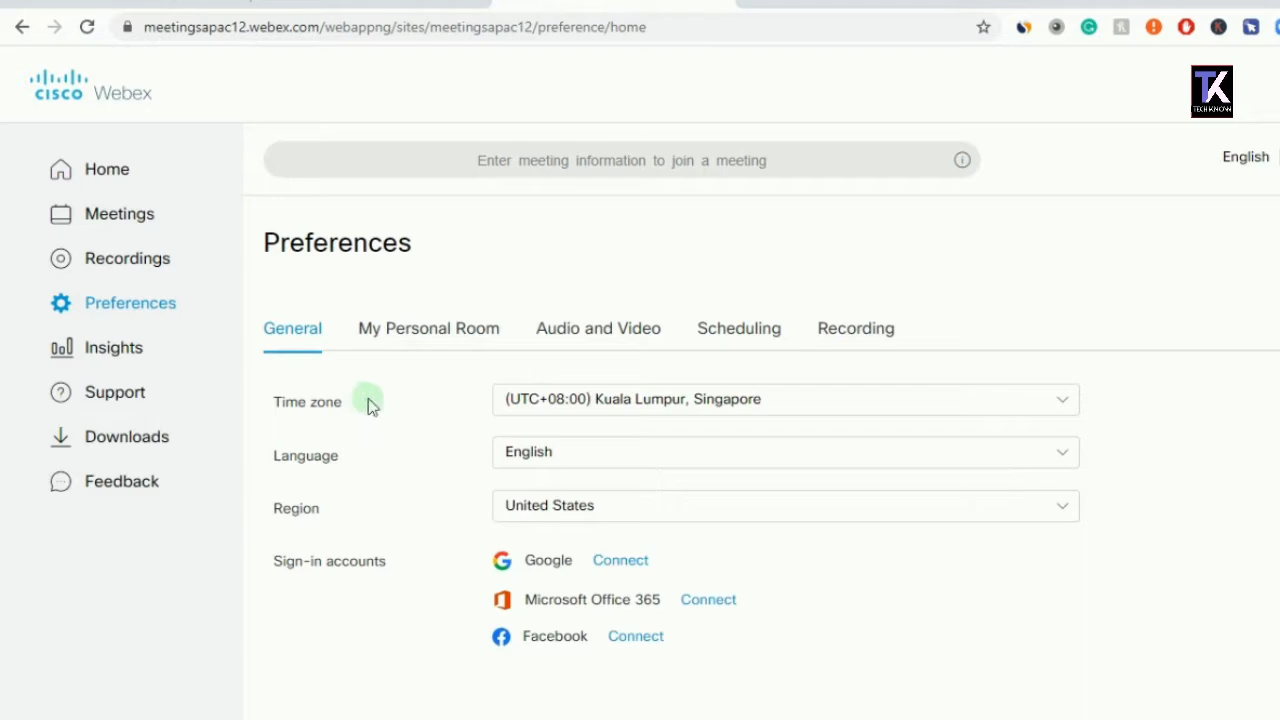 meetingsapac12.webex.com/webappng/sites/meetingsapac12/preference/home
TK
TECH KNOW
CISCO Webex
Enter meeting information to join a meeting
English
Home
Meetings
Recordings
Preferences
Insights
Support
Downloads
Feedback
Preferences
General My Personal Room Audio and Video Scheduling Recording
Time zone (UTC+08:00) Kuala Lumpur, Singapore
Language English
Region United States
Sign-in accounts Google Connect
Microsoft Office 365 Connect
Facebook Connect